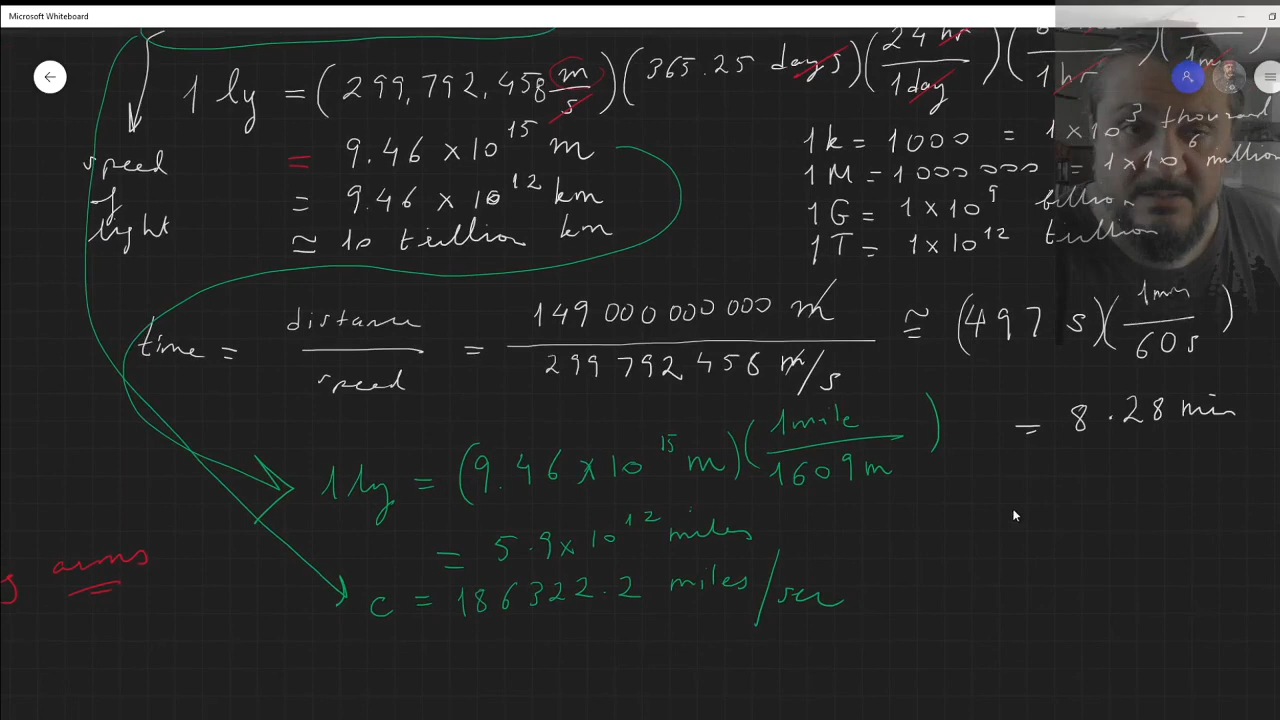 Microsoft Whiteboard
1 ly = (299,792,458 m/s)(365.25 days)(24 hr/1 day)(/1 hr)(
speed of light
= 9.46 x 10^15 m
= 9.46 x 10^12 km
≅ 10 trillion km
1 k = 1000 = 1 x 10^3 thousand
1 M = 1000 000 = 1 x 10^6 million
1 G = 1 x 10^9 billion
1 T = 1 x 10^12 trillion
time = distance/speed = 149 000 000 000 m / 299 792 458 m/s ≅ (497 s)(1 min/60 s)
= 8.28 min
1 ly = (9.46 x 10^15 m)(1 mile/1609 m)
= 5.9 x 10^12 miles
c = 186322.2 miles/sec
arms